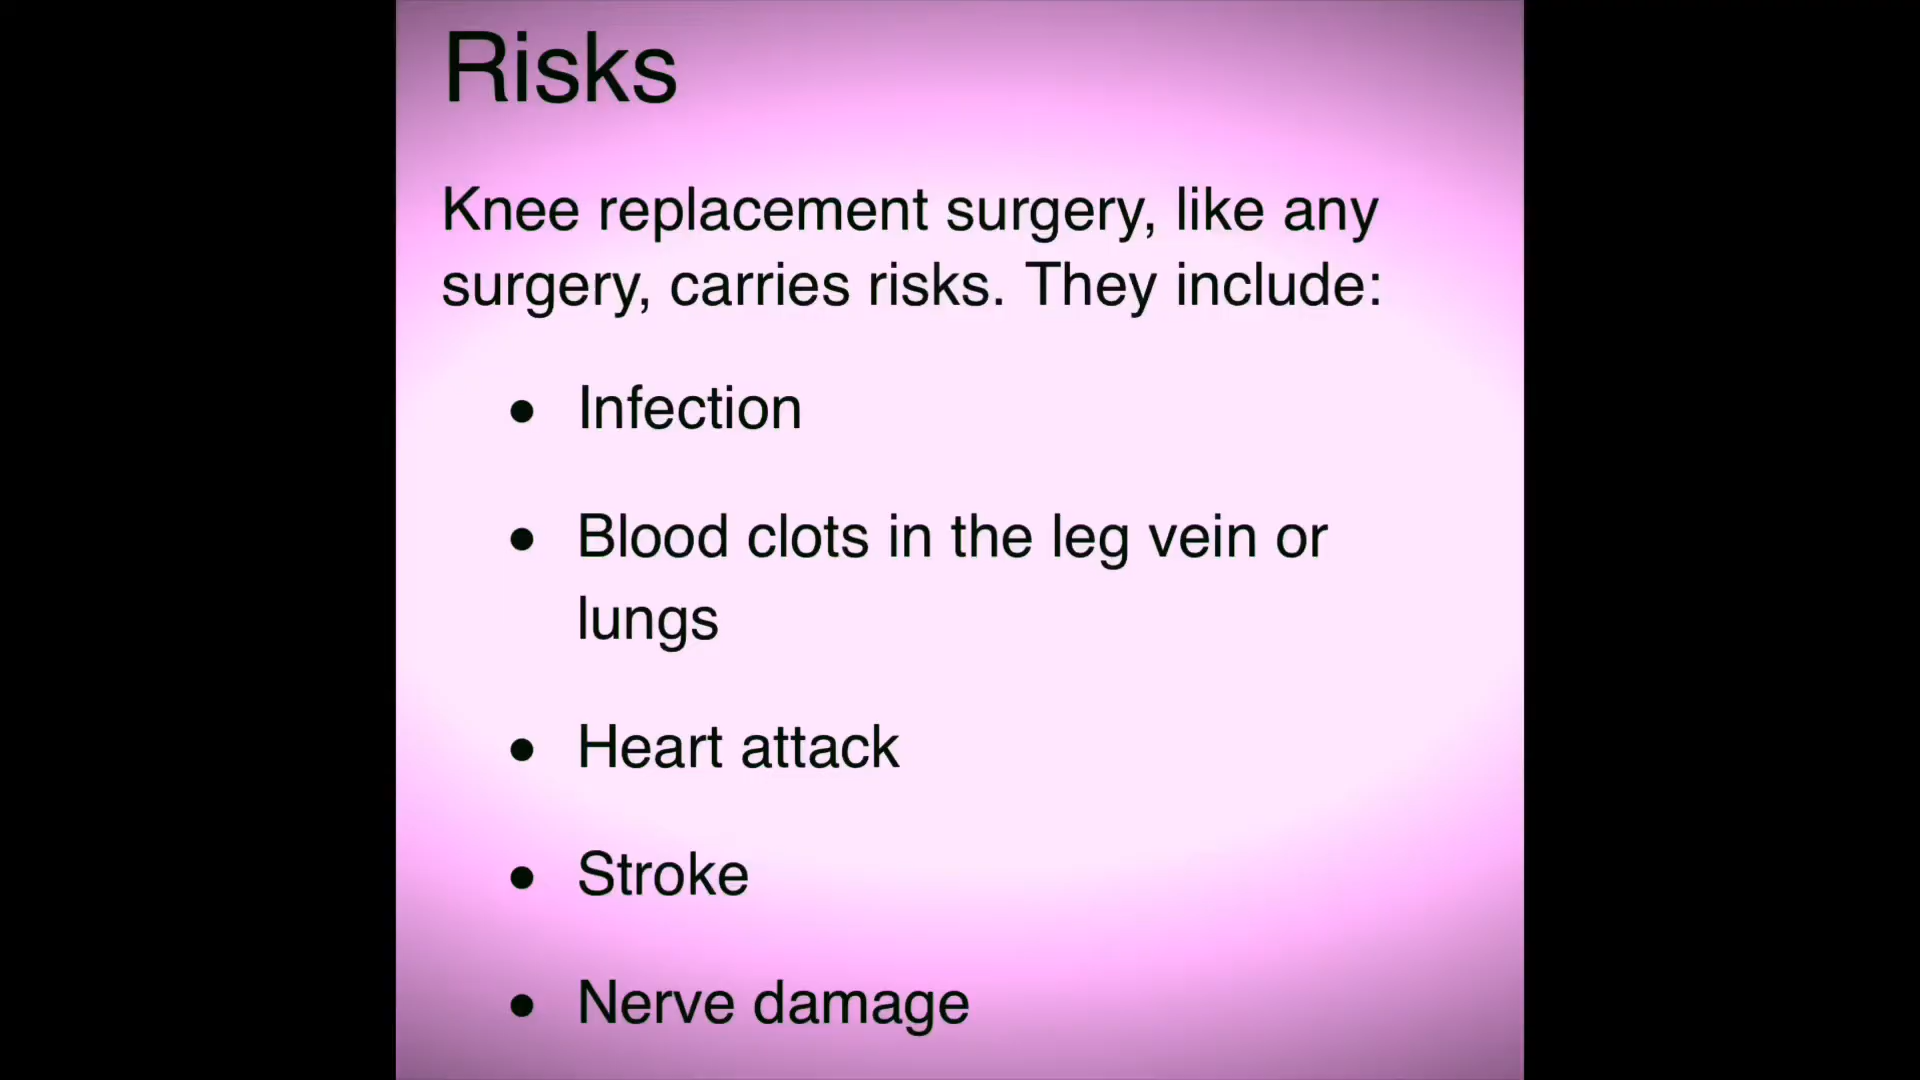 Risks
Knee replacement surgery, like any
surgery, carries risks. They include:
● Infection
● Blood clots in the leg vein or
lungs
● Heart attack
● Stroke
● Nerve damage